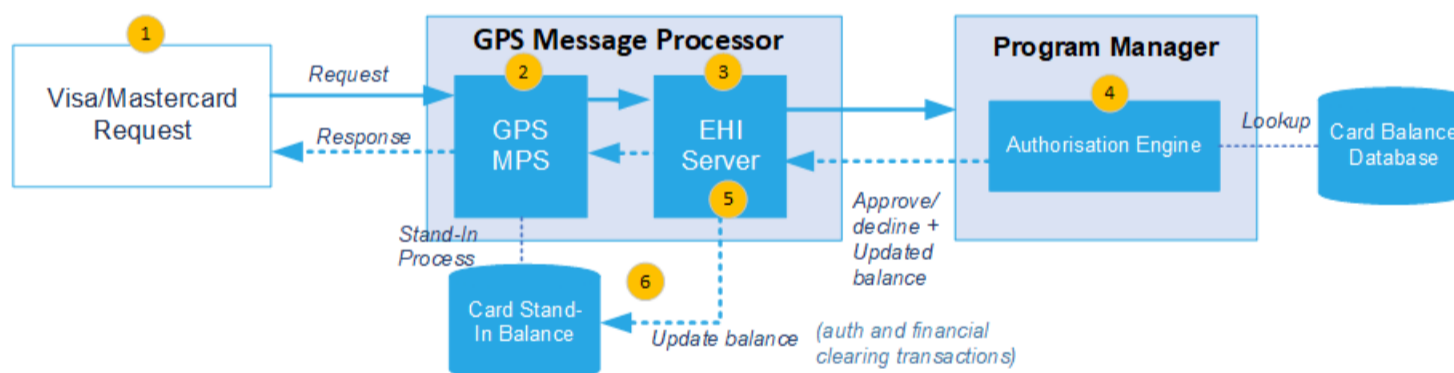 1
Visa/Mastercard
Request
Request
Response
GPS Message Processor
2
GPS
MPS
3
EHI
Server
5
Stand-In
Process
Card Stand-
In Balance
6
Update balance
(auth and financial
clearing transactions)
Approve/
decline +
Updated
balance
Program Manager
4
Authorisation Engine
Lookup
Card Balance
Database